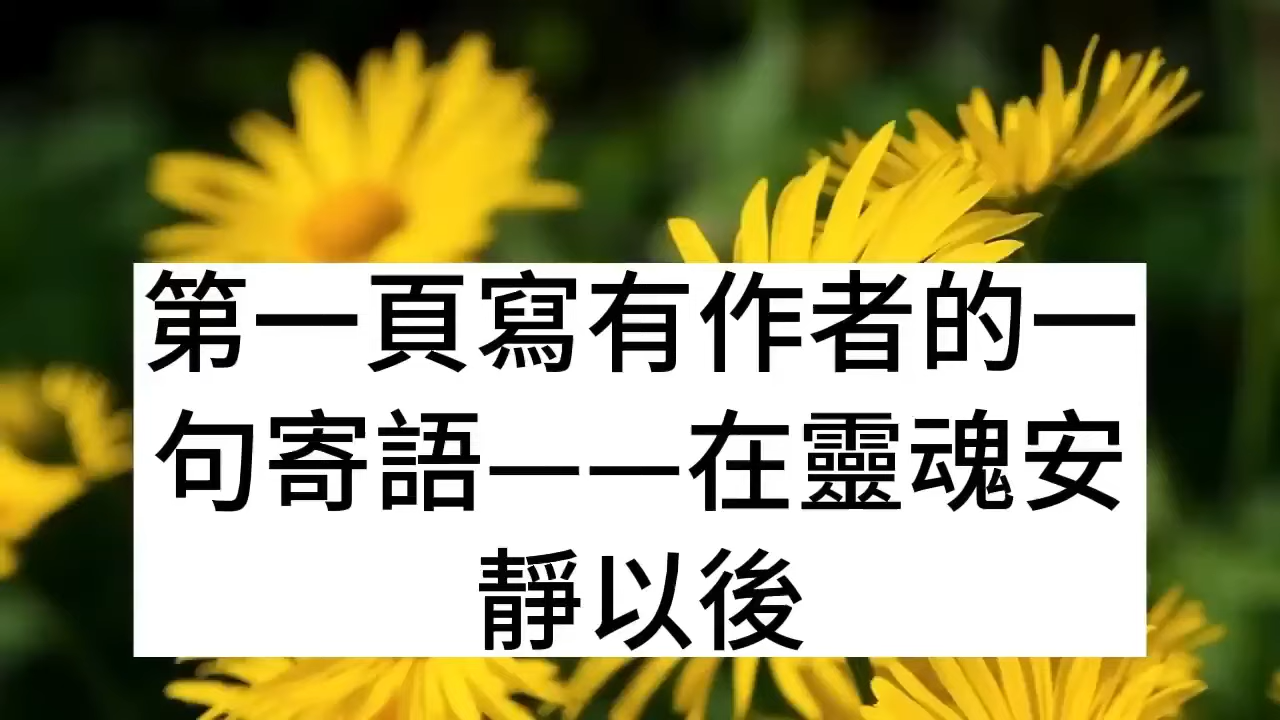 第一頁寫有作者的一
句寄語——在靈魂安
靜以後